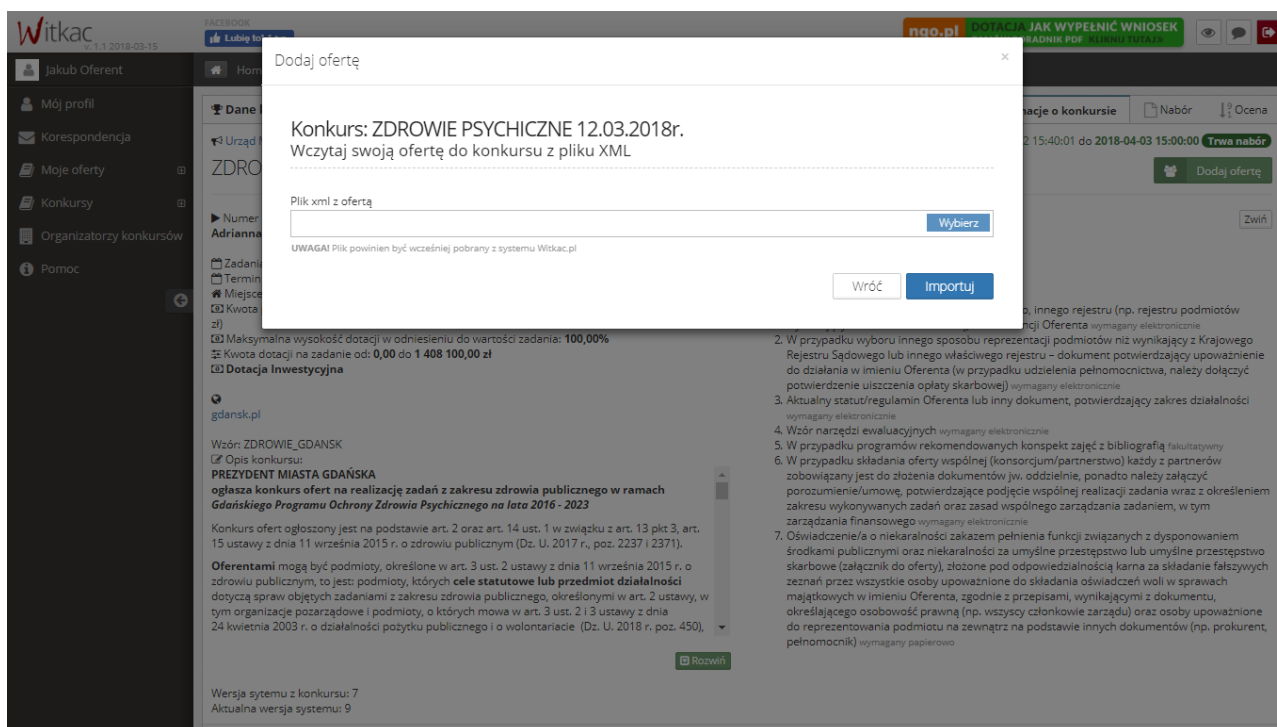 Witkac
v. 1.1 2018-03-15
FACEBOOK
Lubię to!
ngo.pl DOTACJA JAK WYPEŁNIĆ WNIOSEK
PORADNIK PDF KLIKNIJ TUTAJ»
Jakub Oferent
Hom
Mój profil
Korespondencja
Moje oferty
Konkursy
Organizatorzy konkursów
Pomoc
Dodaj ofertę
×
Konkurs: ZDROWIE PSYCHICZNE 12.03.2018r.
Wczytaj swoją ofertę do konkursu z pliku XML
Plik xml z ofertą
Wybierz
UWAGA! Plik powinien być wcześniej pobrany z systemu Witkac.pl
Wróć
Importuj
Dane
macje o konkursie
Nabór
Ocena
Urząd
2 15:40:01 do 2018-04-03 15:00:00 Trwa nabór
ZDRO
Dodaj ofertę
Zwiń
Numer
Adrianna
Zadania
Termin
Miejsce
Kwota
zł)
Maksymalna wysokość dotacji w odniesieniu do wartości zadania: 100,00%
Kwota dotacji na zadanie od: 0,00 do 1 408 100,00 zł
Dotacja Inwestycyjna
gdansk.pl
Wzór: ZDROWIE_GDANSK
Opis konkursu:
PREZYDENT MIASTA GDAŃSKA
ogłasza konkurs ofert na realizację zadań z zakresu zdrowia publicznego w ramach
Gdańskiego Programu Ochrony Zdrowia Psychicznego na lata 2016 - 2023
Konkurs ofert ogłoszony jest na podstawie art. 2 oraz art. 14 ust. 1 w związku z art. 13 pkt 3, art.
15 ustawy z dnia 11 września 2015 r. o zdrowiu publicznym (Dz. U. 2017 r., poz. 2237 i 2371).
Oferentami mogą być podmioty, określone w art. 3 ust. 2 ustawy z dnia 11 września 2015 r. o
zdrowiu publicznym, to jest: podmioty, których cele statutowe lub przedmiot działalności
dotyczą spraw objętych zadaniami z zakresu zdrowia publicznego, określonymi w art. 2 ustawy, w
tym organizacje pozarządowe i podmioty, o których mowa w art. 3 ust. 2 i 3 ustawy z dnia
24 kwietnia 2003 r. o działalności pożytku publicznego i o wolontariacie (Dz. U. 2018 r. poz. 450),
Rozwiń
Wersja sytemu z konkursu: 7
Aktualna wersja systemu: 9
o, innego rejestru (np. rejestru podmiotów
ncji Oferenta wymagany elektronicznie
2. W przypadku wyboru innego sposobu reprezentacji podmiotów niż wynikający z Krajowego
Rejestru Sądowego lub innego właściwego rejestru – dokument potwierdzający upoważnienie
do działania w imieniu Oferenta (w przypadku udzielenia pełnomocnictwa, należy dołączyć
potwierdzenie uiszczenia opłaty skarbowej) wymagany elektronicznie
3. Aktualny statut/regulamin Oferenta lub inny dokument, potwierdzający zakres działalności
wymagany elektronicznie
4. Wzór narzędzi ewaluacyjnych wymagany elektronicznie
5. W przypadku programów rekomendowanych konspekt zajęć z bibliografią fakultatywny
6. W przypadku składania oferty wspólnej (konsorcjum/partnerstwo) każdy z partnerów
zobowiązany jest do złożenia dokumentów jw. oddzielnie, ponadto należy załączyć
porozumienie/umowę, potwierdzające podjęcie wspólnej realizacji zadania wraz z określeniem
zakresu wykonywanych zadań oraz zasad wspólnego zarządzania zadaniem, w tym
zarządzania finansowego wymagany elektronicznie
7. Oświadczenie/a o niekaralności zakazem pełnienia funkcji związanych z dysponowaniem
środkami publicznymi oraz niekaralności za umyślne przestępstwo lub umyślne przestępstwo
skarbowe (załącznik do oferty), złożone pod odpowiedzialnością karna za składanie fałszywych
zeznań przez wszystkie osoby upoważnione do składania oświadczeń woli w sprawach
majątkowych w imieniu Oferenta, zgodnie z przepisami, wynikającymi z dokumentu,
określającego osobowość prawną (np. wszyscy członkowie zarządu) oraz osoby upoważnione
do reprezentowania podmiotu na zewnątrz na podstawie innych dokumentów (np. prokurent,
pełnomocnik) wymagany papierowo